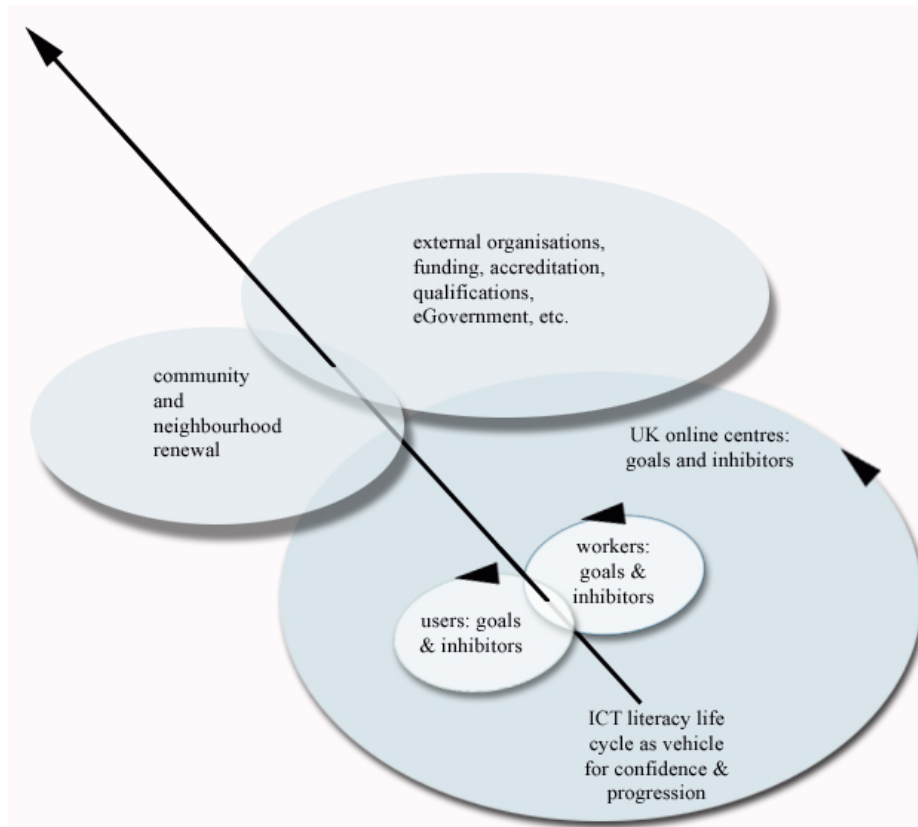 external organisations,
funding, accreditation,
qualifications,
eGovernment, etc.
community
and
neighbourhood
renewal
UK online centres:
goals and inhibitors
workers:
goals &
inhibitors
users: goals
& inhibitors
ICT literacy life
cycle as vehicle
for confidence &
progression